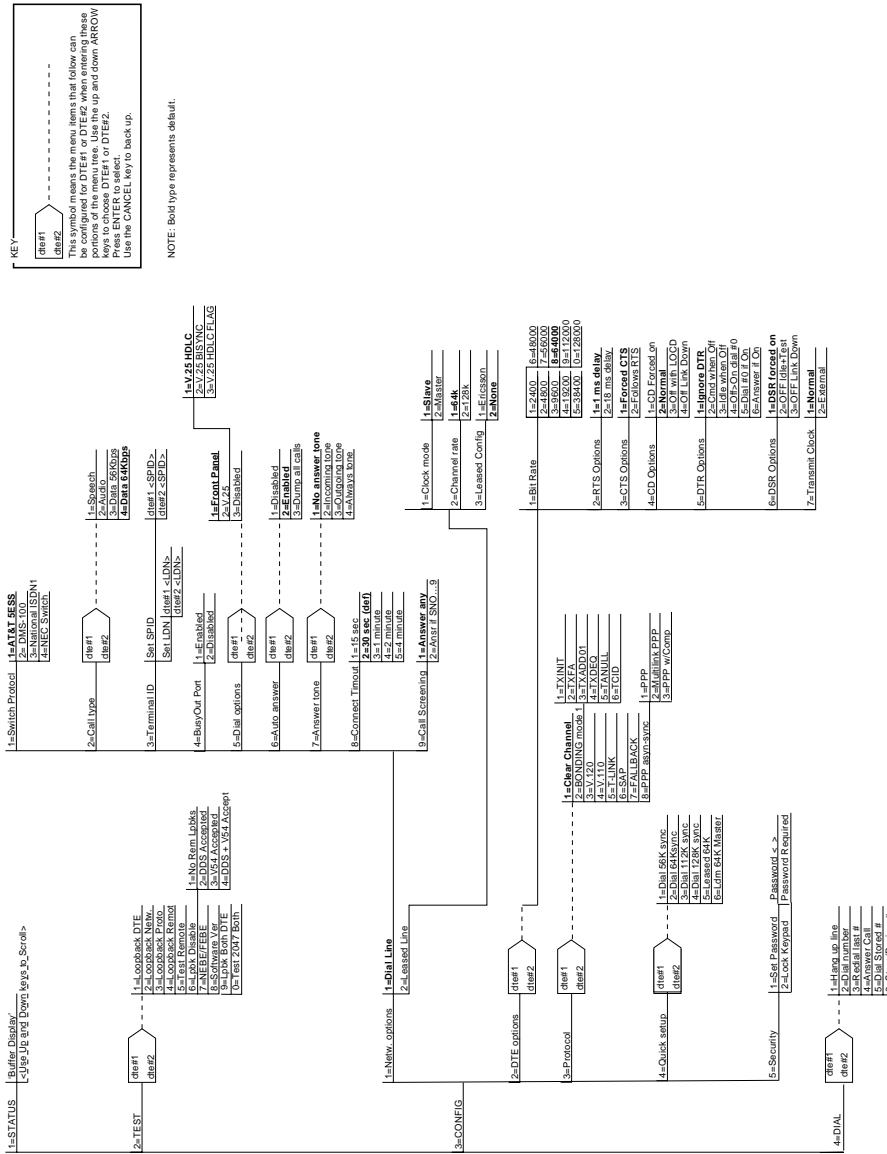 1=STATUS
'Buffer Display'
<Use Up and Down keys to Scroll>
2=TEST
dte#1
dte#2
1=Loopback DTE
2=Loopback Netw.
3=Loopback Proto
4=Loopback Remot
5=Test Remote
6=Lpbk Disable
7=NEBE/FEBE
8=Software Ver
9=Lpbk Both DTE
0=Test 2047 Both
1=No Rem Lpbks
2=DDS Accepted
3=V54 Accepted
4=DDS + V54 Accept
3=CONFIG
1=Netw. options
1=Dial Line
2=Leased Line
1=Switch Protocl
1=AT&T 5ESS
2= DMS-100
3=National ISDN1
4=NEC Switch
2=Call type
dte#1
dte#2
1=Speech
2=Audio
3=Data 56Kbps
4=Data 64Kbps
3=Terminal ID
Set SPID
dte#1 <SPID>
dte#2 <SPID>
Set LDN
dte#1 <LDN>
dte#2 <LDN>
4=BusyOut Port
1=Enabled
2=Disabled
5=Dial options
dte#1
dte#2
1=Front Panel
2=V.25
3=Disabled
1=V.25 HDLC
2=V.25 BISYNC
3=V.25 HDLC FLAG
6=Auto answer
dte#1
dte#2
1=Disabled
2=Enabled
3=Dump all calls
7=Answer tone
dte#1
dte#2
1=No answer tone
2=Incoming tone
3=Outgoing tone
4=Always tone
8=Connect Timout
1=15 sec
2=30 sec (def)
3=1 minute
4=2 minute
5=4 minute
9=Call Screening
1=Answer any
2=Ansr if SNO...9
1=Clock mode
1=Slave
2=Master
2=Channel rate
1=64k
2=128k
3=Leased Config
1=Ericsson
2=None
2=DTE options
dte#1
dte#2
1=Bit Rate
1=2400
2=4800
3=9600
4=19200
5=38400
6=48000
7=56000
8=64000
9=112000
0=128000
2=RTS Options
1=1 ms delay
2=18 ms delay
3=CTS Options
1=Forced CTS
2=Follows RTS
4=CD Options
1=CD Forced on
2=Normal
3=Off with LOCD
4=Off Link Down
5=DTR Options
1=Ignore DTR
2=Cmd when Off
3=Idle when Off
4=Off>On dial #0
5=Dial #0 if On
6=Answer if On
6=DSR Options
1=DSR forced on
2=OFF Idle+Test
3=OFF Link Down
7=Transmit Clock
1=Normal
2=External
3=Protocol
dte#1
dte#2
1=Clear Channel
2=BONDING mode 1
3=V.120
4=V.110
5=T-LINK
6=SAP
7=FALLBACK
8=PPP asyn-sync
1=TXINIT
2=TXFA
3=TXADD01
4=TXDEQ
5=TANULL
6=TCID
1=PPP
2=Multilink PPP
3=PPP w/Comp
4=Quick setup
dte#1
dte#2
1=Dial 56K sync
2=Dial 64Ksync
3=Dial 112K sync
4=Dial 128K sync
5=Leased 64K
6=Ldm 64K Master
5=Security
1=Set Password
Password < >
2=Lock Keypad
Password Required
4=DIAL
dte#1
dte#2
1=Hang up line
2=Dial number
3=Redial last #
4=Answer Call
5=Dial Stored #
KEY
dte#1
dte#2
This symbol means the menu items that follow can
be configured for DTE#1 or DTE#2 when entering these
portions of the menu tree. Use the up and down ARROW
keys to choose DTE#1 or DTE#2.
Press ENTER to select.
Use the CANCEL key to back up.
NOTE: Bold type represents default.